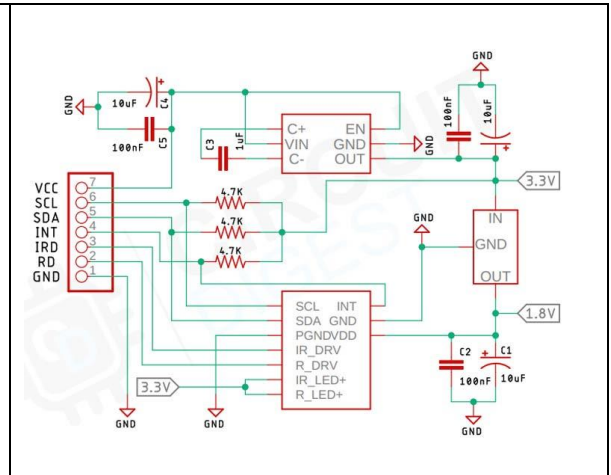 GND
GND
10uF
C4
100nF
C5
C3
1uF
C+
VIN
C-
EN
GND
OUT
GND
100nF
10uF
3.3V
VCC
SCL
SDA
INT
IRD
RD
GND
7
6
5
4
3
2
1
4.7K
4.7K
4.7K
GND
IN
GND
OUT
1.8V
SCL INT
SDA GND
PGNDVDD
IR_DRV
R_DRV
IR_LED+
R_LED+
3.3V
C2
100nF
C1
10uF
GND
GND
GND